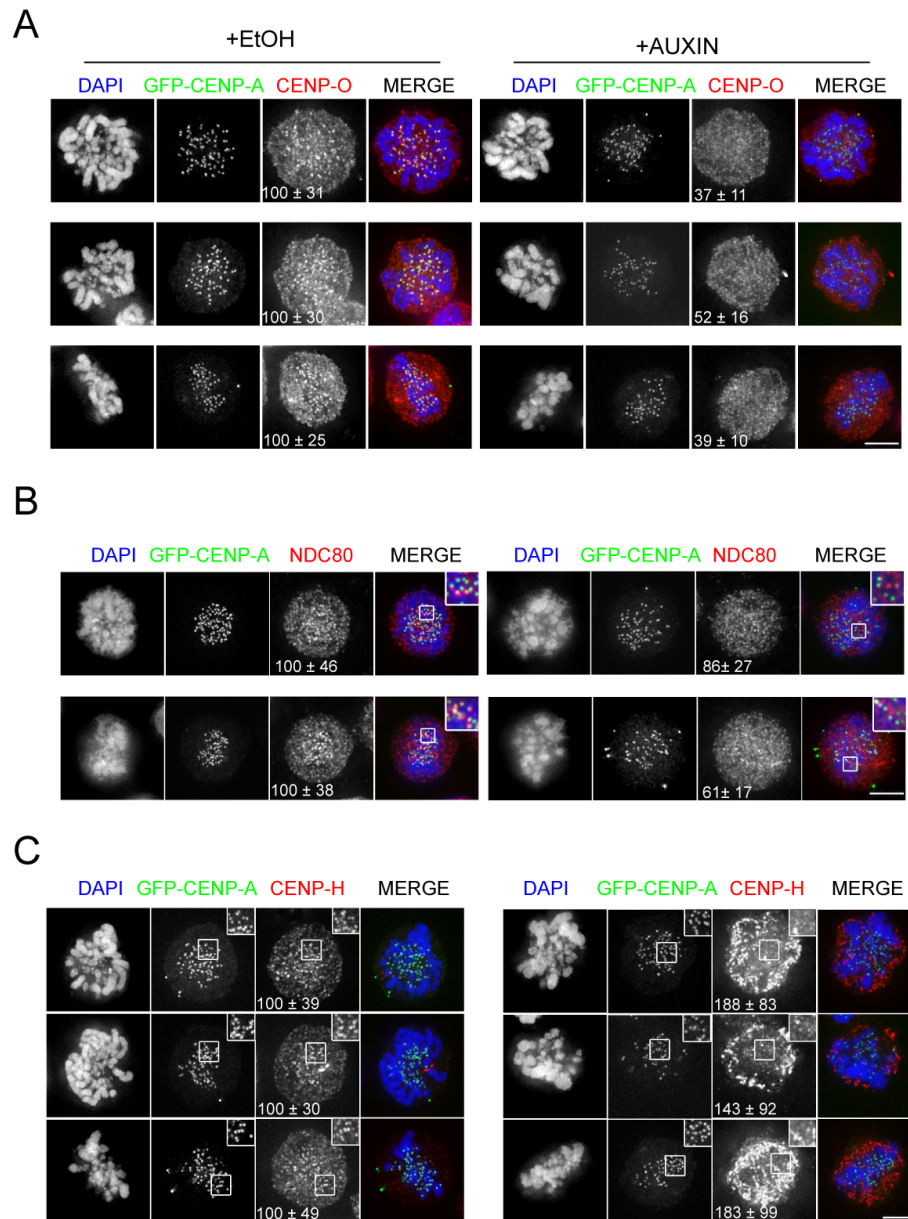 A
+EtOH +AUXIN
DAPI GFP-CENP-A CENP-O MERGE DAPI GFP-CENP-A CENP-O MERGE
100 ± 31 37 ± 11
100 ± 30 52 ± 16
100 ± 25 39 ± 10
B
DAPI GFP-CENP-A NDC80 MERGE DAPI GFP-CENP-A NDC80 MERGE
100 ± 46 86± 27
100 ± 38 61± 17
C
DAPI GFP-CENP-A CENP-H MERGE DAPI GFP-CENP-A CENP-H MERGE
100 ± 39 188 ± 83
100 ± 30 143 ± 92
100 ± 49 183 ± 99